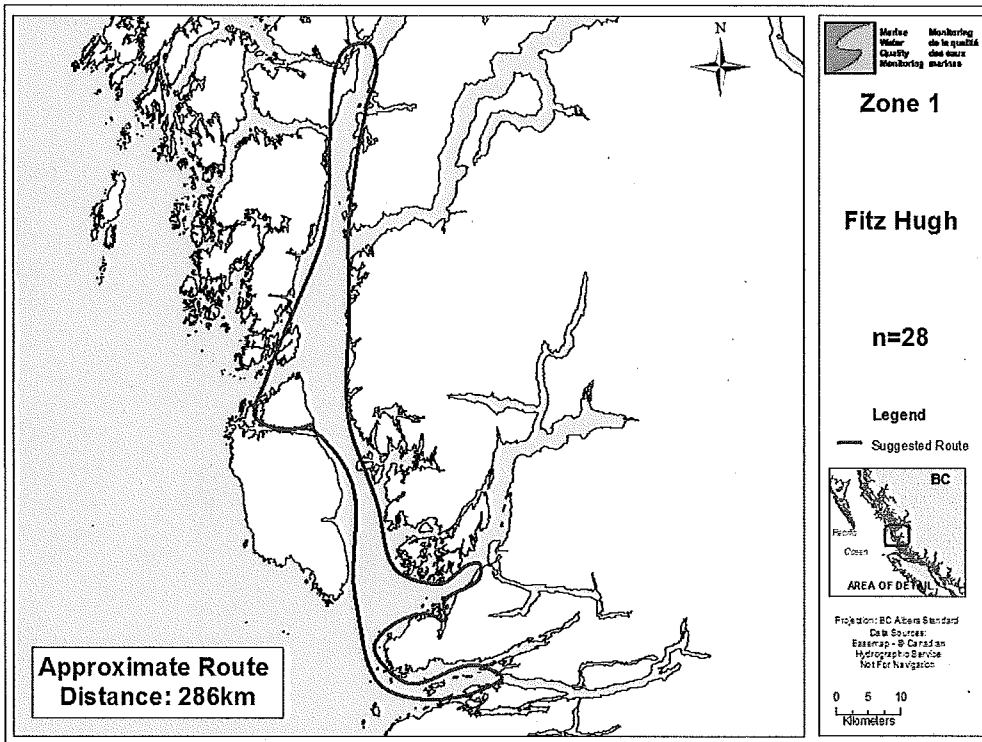 N
Marine Monitoring
Water de la qualité
Quality des eaux
Monitoring marines
Zone 1
Fitz Hugh
n=28
Legend
Suggested Route
BC
Pacific
Ocean
AREA OF DETAIL
Projection: BC Albers Standard
Data Sources:
Basemap - © Canadian
Hydrographic Service
Not For Navigation
0 5 10
Kilometers
Approximate Route
Distance: 286km